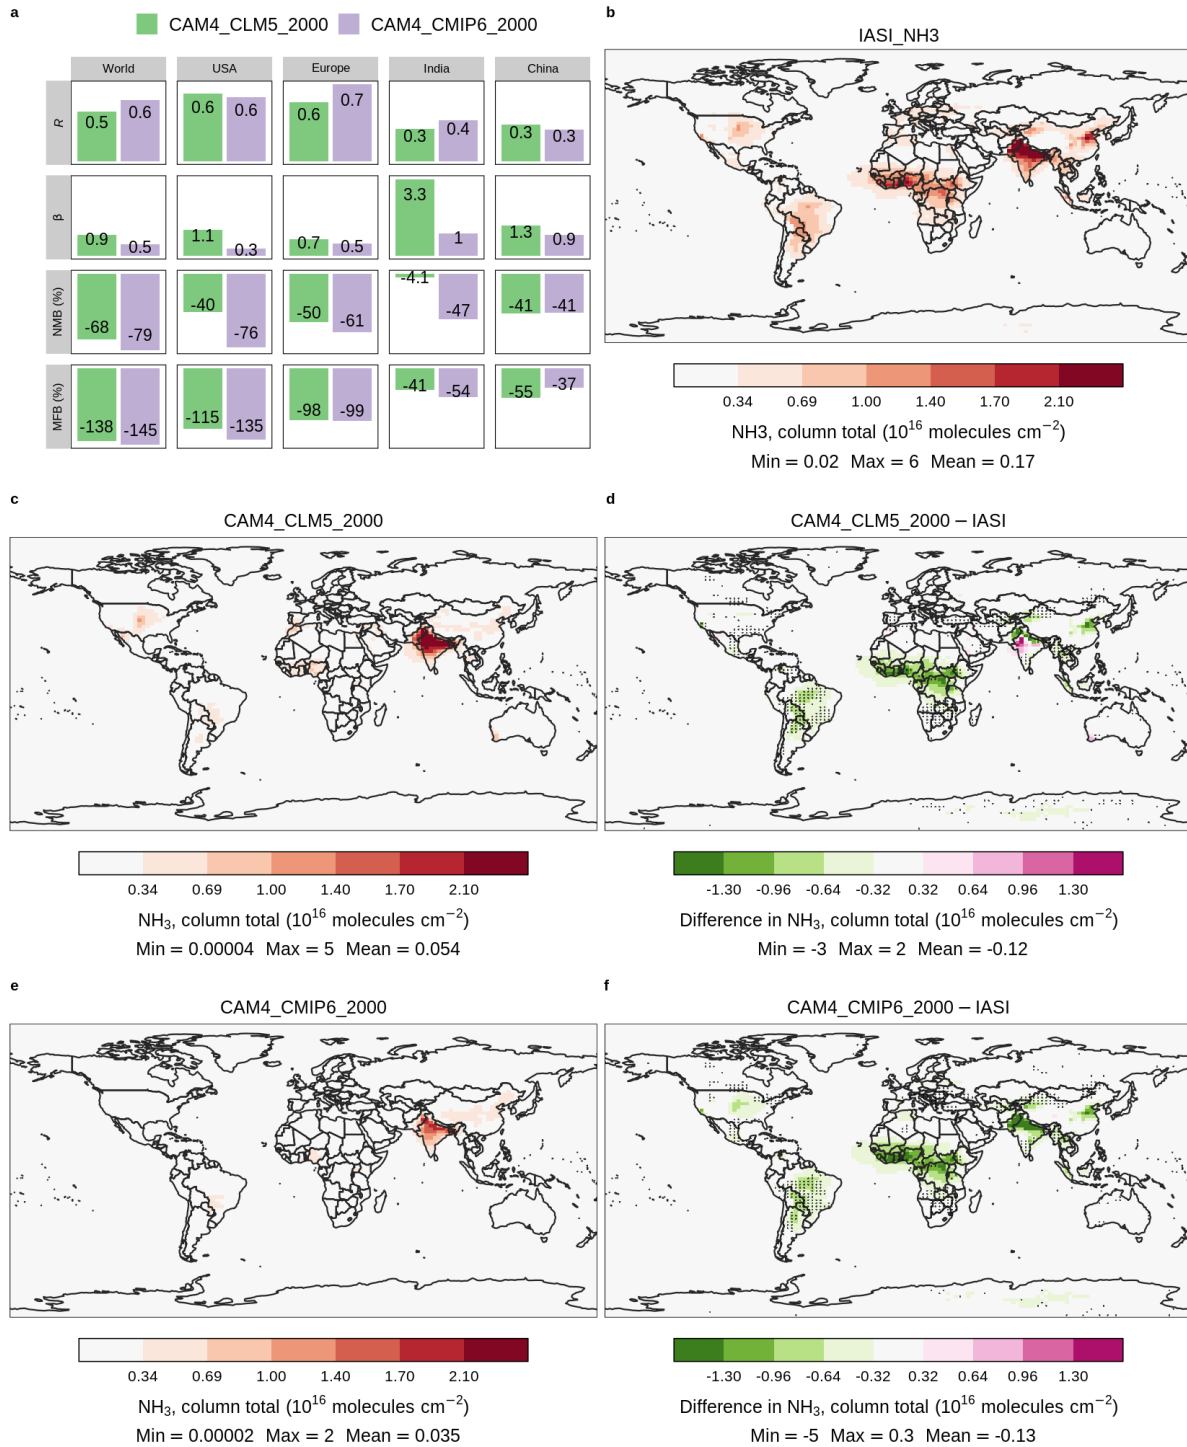 a
CAM4_CLM5_2000 CAM4_CMIP6_2000
World USA Europe India China
R 0.5 0.6 0.6 0.6 0.6 0.7 0.3 0.4 0.3 0.3
β 0.9 0.5 1.1 0.3 0.7 0.5 3.3 1 1.3 0.9
NMB (%) -68 -79 -40 -76 -50 -61 -4.1 -47 -41 -41
MFB (%) -138 -145 -115 -135 -98 -99 -41 -54 -55 -37
b
IASI_NH3
0.34 0.69 1.00 1.40 1.70 2.10
NH3, column total (10¹⁶ molecules cm⁻²)
Min = 0.02 Max = 6 Mean = 0.17
c
CAM4_CLM5_2000
0.34 0.69 1.00 1.40 1.70 2.10
NH₃, column total (10¹⁶ molecules cm⁻²)
Min = 0.00004 Max = 5 Mean = 0.054
d
CAM4_CLM5_2000 – IASI
-1.30 -0.96 -0.64 -0.32 0.32 0.64 0.96 1.30
Difference in NH₃, column total (10¹⁶ molecules cm⁻²)
Min = -3 Max = 2 Mean = -0.12
e
CAM4_CMIP6_2000
0.34 0.69 1.00 1.40 1.70 2.10
NH₃, column total (10¹⁶ molecules cm⁻²)
Min = 0.00002 Max = 2 Mean = 0.035
f
CAM4_CMIP6_2000 – IASI
-1.30 -0.96 -0.64 -0.32 0.32 0.64 0.96 1.30
Difference in NH₃, column total (10¹⁶ molecules cm⁻²)
Min = -5 Max = 0.3 Mean = -0.13